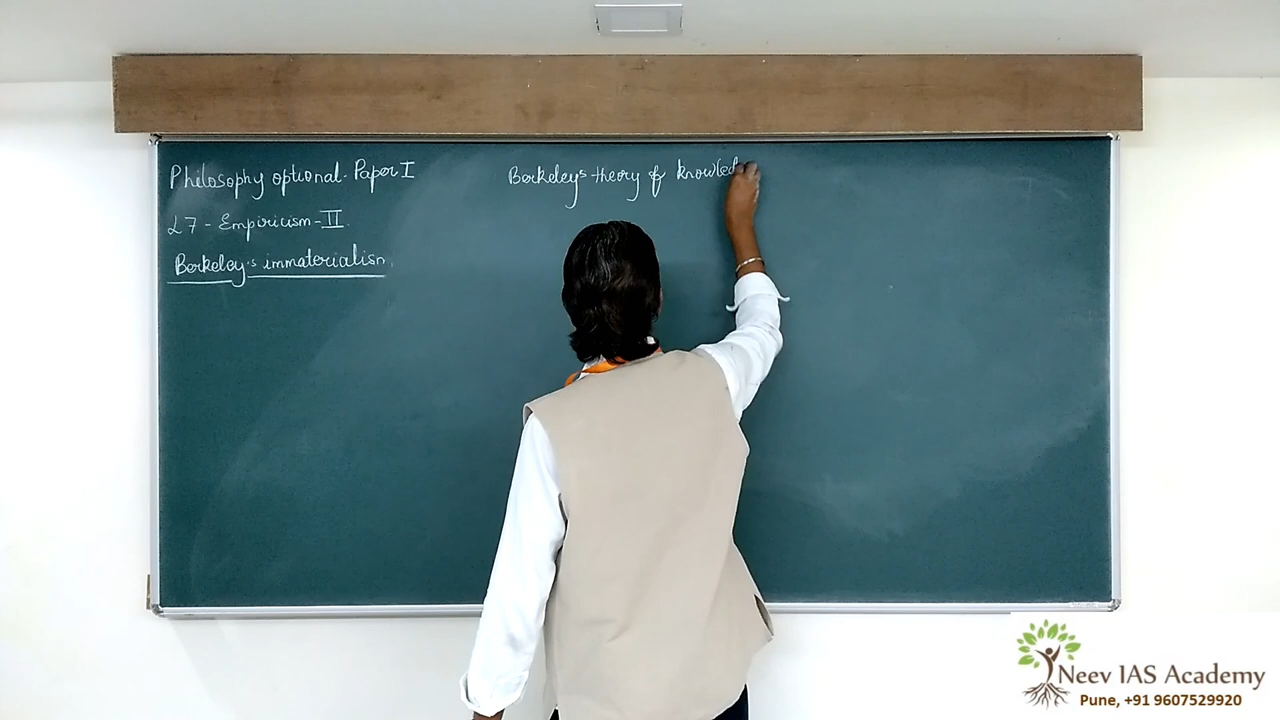 Philosophy optional - Paper I
L7 - Empiricism - II
Berkeley's immaterialism
Berkeley's theory of knowled
Neev IAS Academy
Pune, +91 9607529920